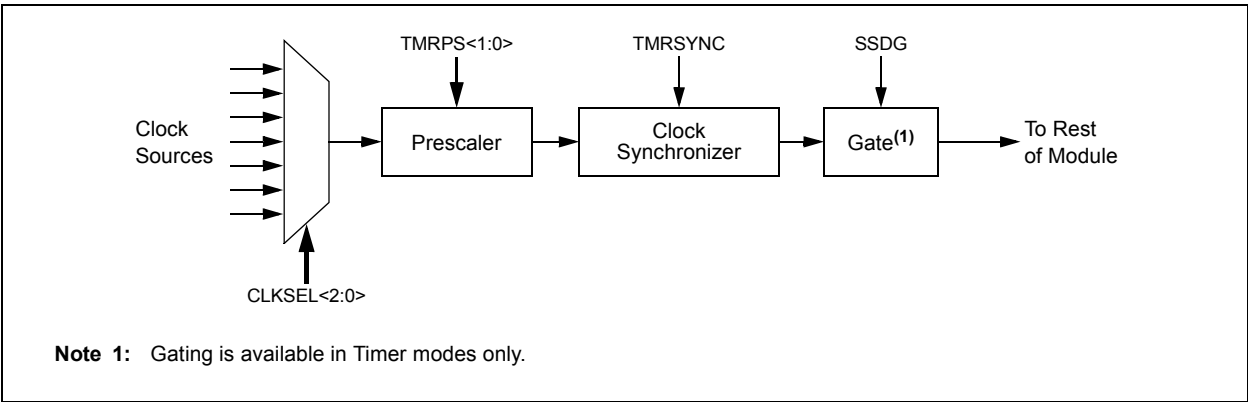 TMRPS<1:0>
TMRSYNC
SSDG
Clock
Sources
Prescaler
Clock
Synchronizer
Gate(1)
To Rest
of Module
CLKSEL<2:0>
Note 1: Gating is available in Timer modes only.